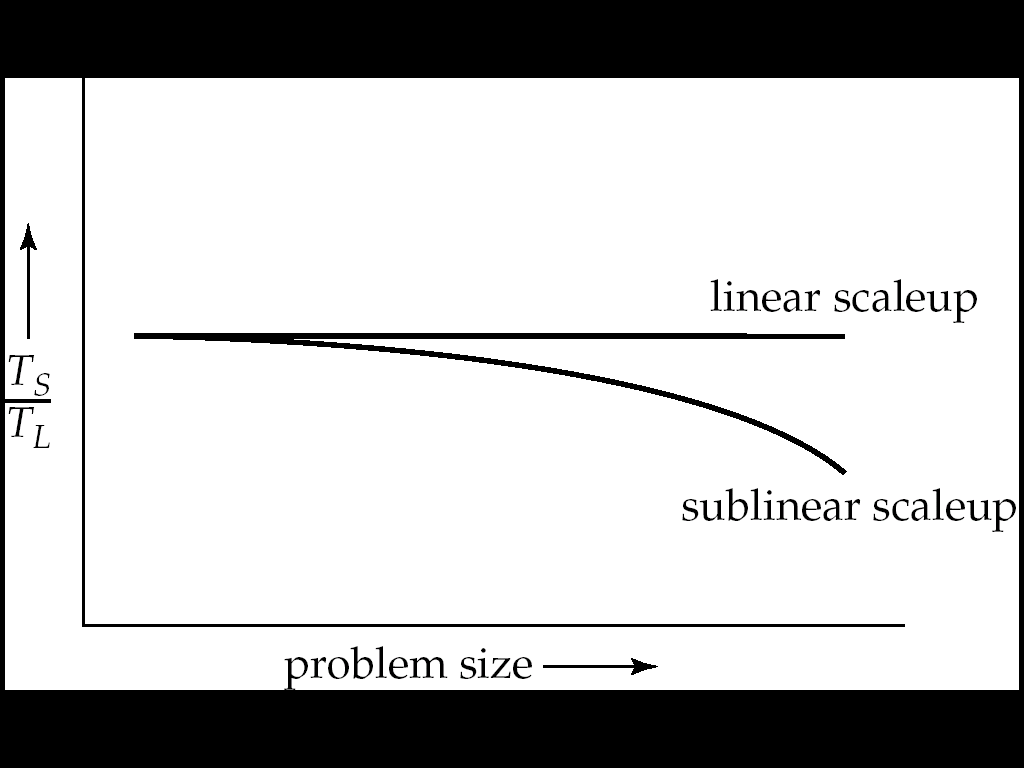 linear scaleup
T_S
T_L
sublinear scaleup
problem size